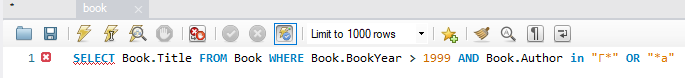 book
Limit to 1000 rows
1 SELECT Book.Title FROM Book WHERE Book.BookYear > 1999 AND Book.Author in "Г*" OR "*а"